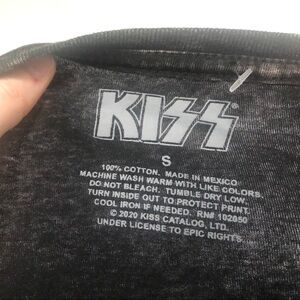 KISS®
S
100% COTTON. MADE IN MEXICO
MACHINE WASH WARM WITH LIKE COLORS.
DO NOT BLEACH. TUMBLE DRY LOW.
TURN INSIDE OUT TO PROTECT PRINT.
COOL IRON IF NEEDED. RN# 102050
© 2020 KISS CATALOG, LTD.
UNDER LICENSE TO EPIC RIGHTS.